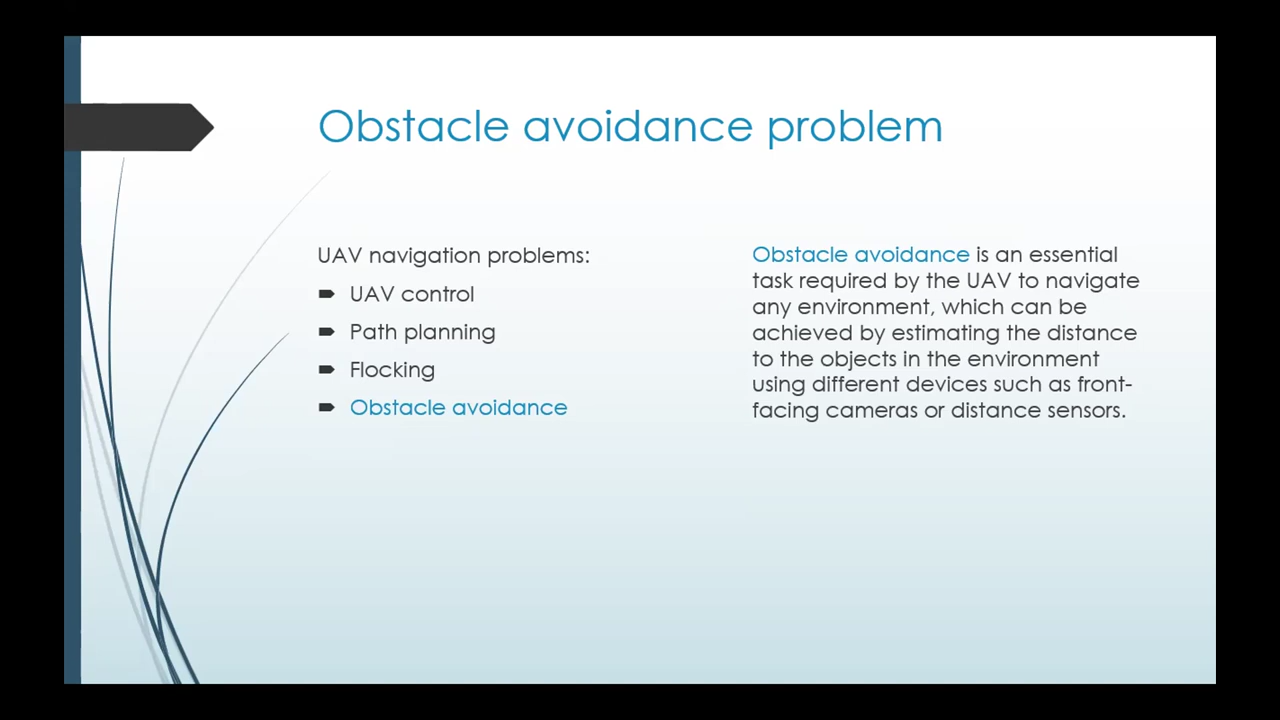 Obstacle avoidance problem
UAV navigation problems:
UAV control
Path planning
Flocking
Obstacle avoidance
Obstacle avoidance is an essential
task required by the UAV to navigate
any environment, which can be
achieved by estimating the distance
to the objects in the environment
using different devices such as front-
facing cameras or distance sensors.